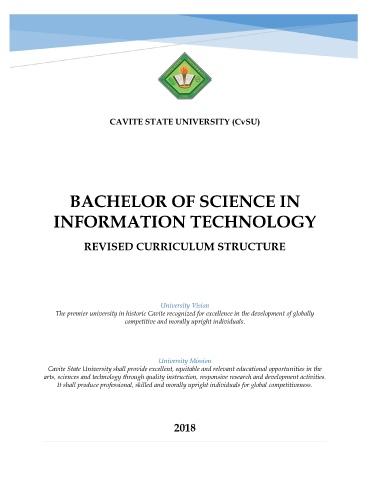 CAVITE STATE UNIVERSITY (CvSU)
BACHELOR OF SCIENCE IN
INFORMATION TECHNOLOGY
REVISED CURRICULUM STRUCTURE
University Vision
The premier university in historic Cavite recognized for excellence in the development of globally
competitive and morally upright individuals.
University Mission
Cavite State University shall provide excellent, equitable and relevant educational opportunities in the
arts, sciences and technology through quality instruction, responsive research and development activities.
It shall produce professional, skilled and morally upright individuals for global competitiveness.
2018